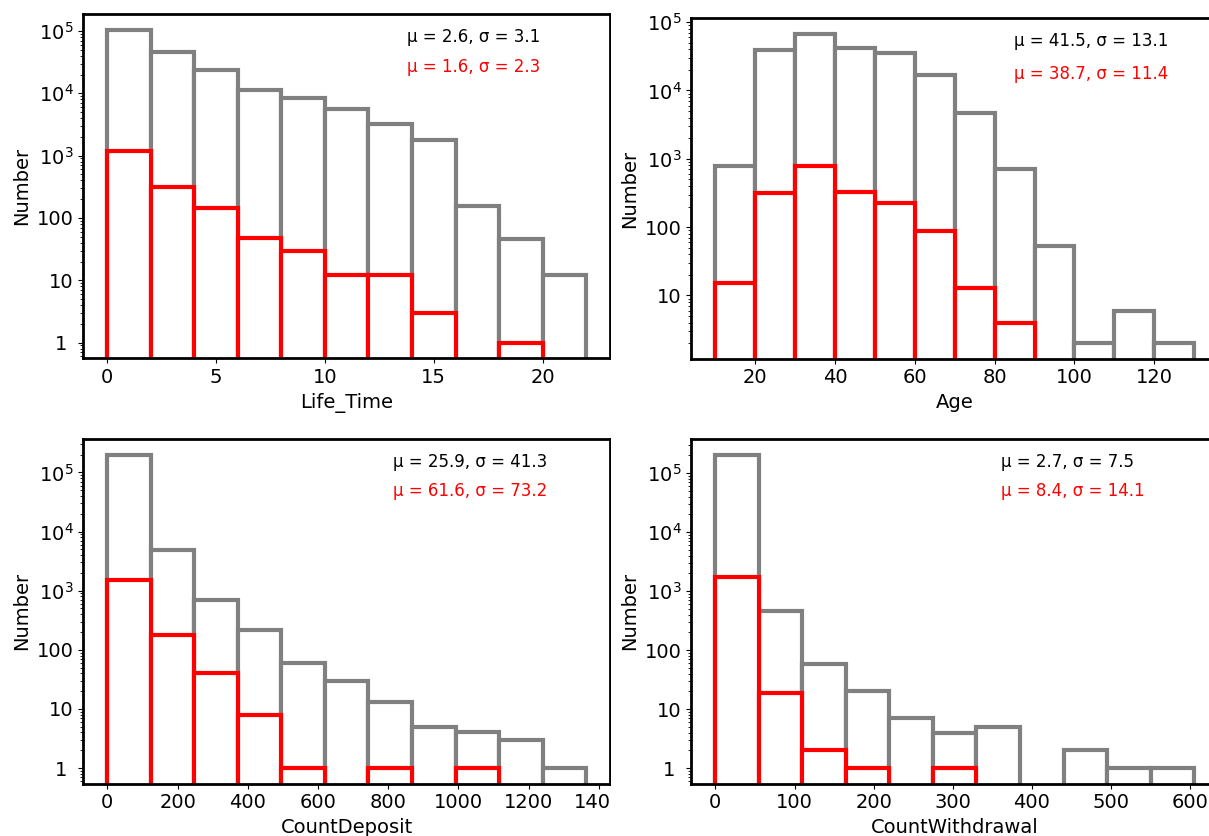 10⁵
10⁴
10³
100
10
1
Number
μ = 2.6, σ = 3.1
μ = 1.6, σ = 2.3
0 5 10 15 20
Life_Time
10⁵
10⁴
10³
100
10
Number
μ = 41.5, σ = 13.1
μ = 38.7, σ = 11.4
20 40 60 80 100 120
Age
10⁵
10⁴
10³
100
10
1
Number
μ = 25.9, σ = 41.3
μ = 61.6, σ = 73.2
0 200 400 600 800 1000 1200 140
CountDeposit
10⁵
10⁴
10³
100
10
1
Number
μ = 2.7, σ = 7.5
μ = 8.4, σ = 14.1
0 100 200 300 400 500 600
CountWithdrawal